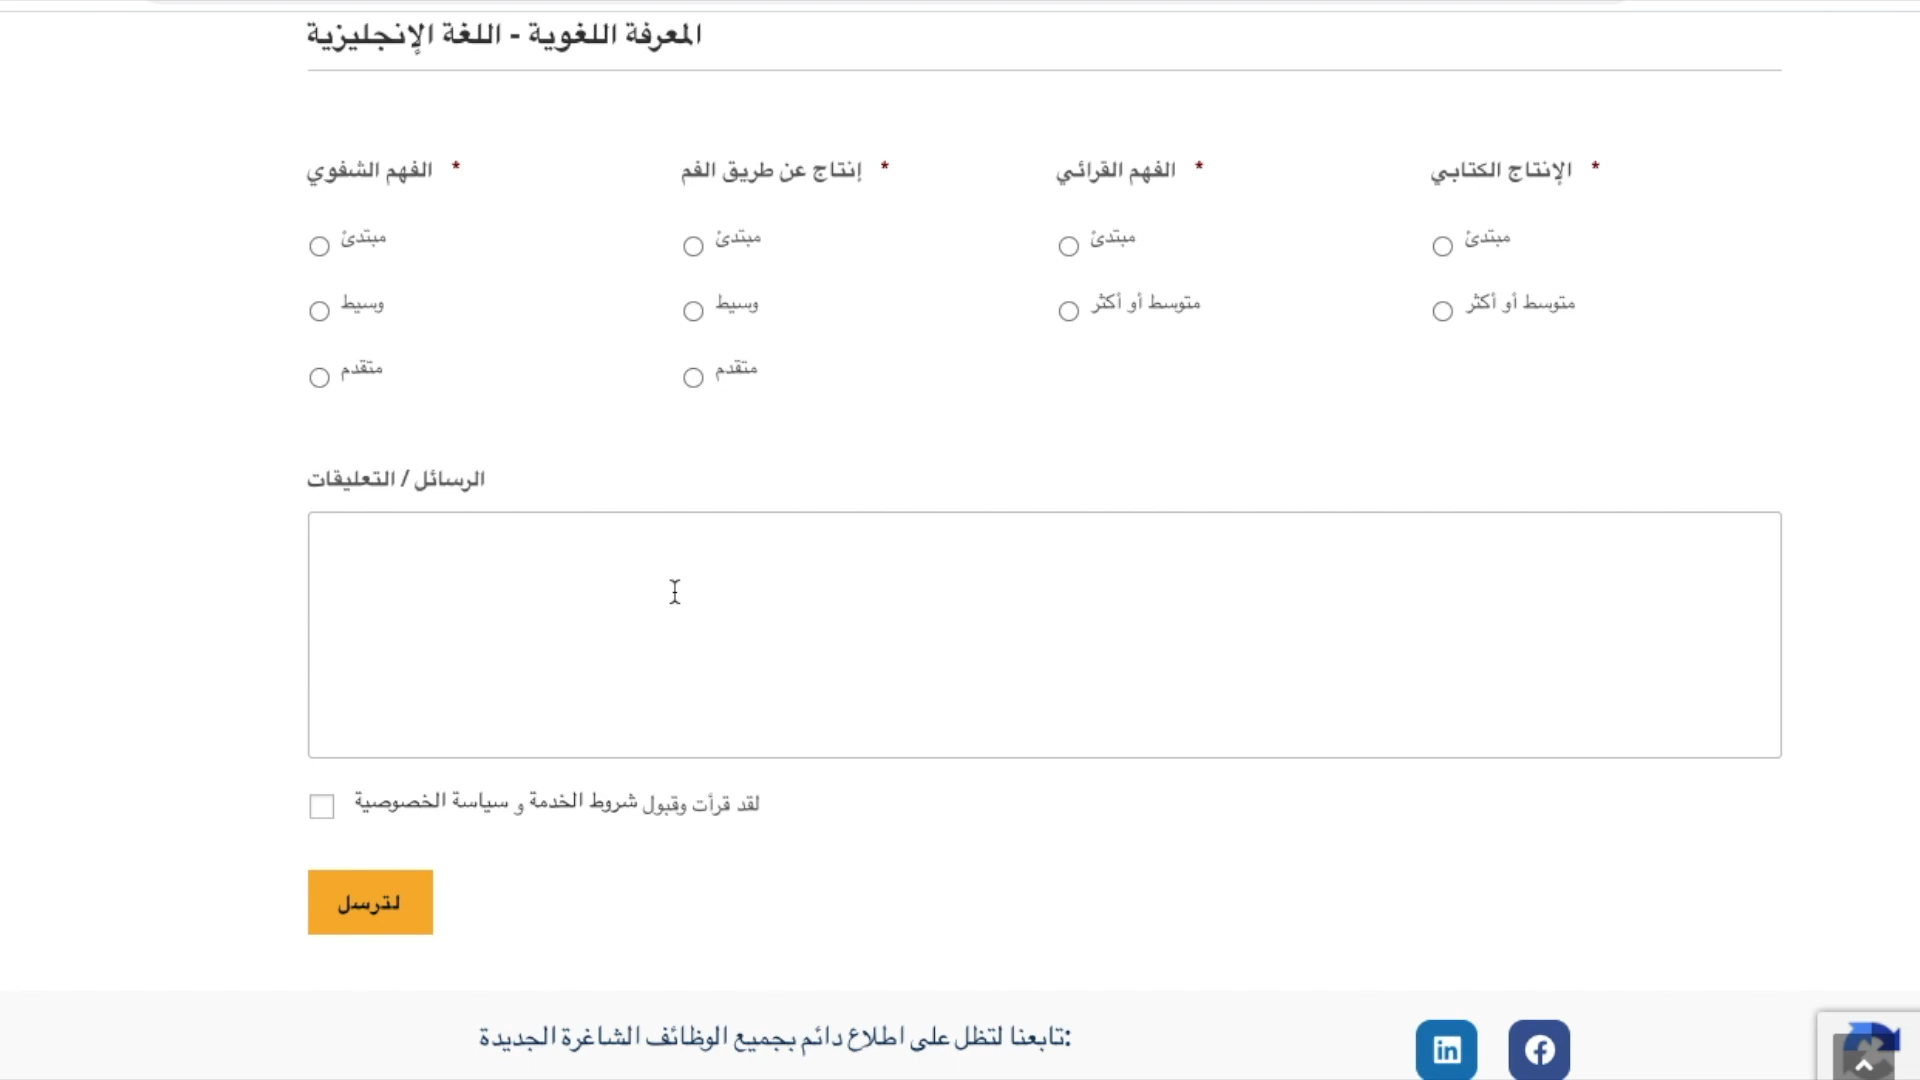 المعرفة اللغوية - اللغة الإنجليزية
الفهم الشفوي *
مبتدئ
وسيط
متقدم
إنتاج عن طريق الفم *
مبتدئ
وسيط
متقدم
الفهم القرائي *
مبتدئ
متوسط أو أكثر
الإنتاج الكتابي *
مبتدئ
متوسط أو أكثر
الرسائل / التعليقات
لقد قرأت وقبول شروط الخدمة و سياسة الخصوصية
لترسل
تابعنا لتظل على اطلاع دائم بجميع الوظائف الشاغرة الجديدة:
in
f